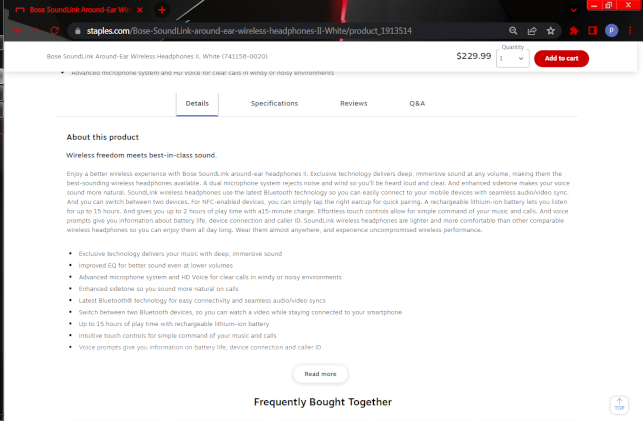 Bose SoundLink Around-Ear Wir
staples.com/Bose-SoundLink-around-ear-wireless-headphones-II-White/product_1913514
P
Bose SoundLink Around-Ear Wireless Headphones II, White (741158-0020)
$229.99
Quantity
1
Add to cart
Advanced microphone system and HD Voice for clear calls in windy or noisy environments
Details
Specifications
Reviews
Q&A
About this product
Wireless freedom meets best-in-class sound.
Enjoy a better wireless experience with Bose SoundLink around-ear headphones II. Exclusive technology delivers deep, immersive sound at any volume, making them the
best-sounding wireless headphones available. A dual microphone system rejects noise and wind so you'll be heard loud and clear. And enhanced sidetone makes your voice
sound more natural. SoundLink wireless headphones use the latest Bluetooth technology so you can easily connect to your mobile devices with seamless audio/video sync.
And you can switch between two devices. For NFC-enabled devices, you can simply tap the right earcup for quick pairing. A rechargeable lithium-ion battery lets you listen
for up to 15 hours. And gives you up to 2 hours of play time with a15-minute charge. Effortless touch controls allow for simple command of your music and calls. And voice
prompts give you information about battery life, device connection and caller ID. SoundLink wireless headphones are lighter and more comfortable than other comparable
wireless headphones so you can enjoy them all day long. Wear them almost anywhere, and experience uncompromised wireless performance.
• Exclusive technology delivers your music with deep, immersive sound
• Improved EQ for better sound even at lower volumes
• Advanced microphone system and HD Voice for clear calls in windy or noisy environments
• Enhanced sidetone so you sound more natural on calls
• Latest Bluetooth® technology for easy connectivity and seamless audio/video syncs
• Switch between two Bluetooth devices, so you can watch a video while staying connected to your smartphone
• Up to 15 hours of play time with rechargeable lithium-ion battery
• Intuitive touch controls for simple command of your music and calls
• Voice prompts give you information on battery life, device connection and caller ID
Read more
Frequently Bought Together
TOP